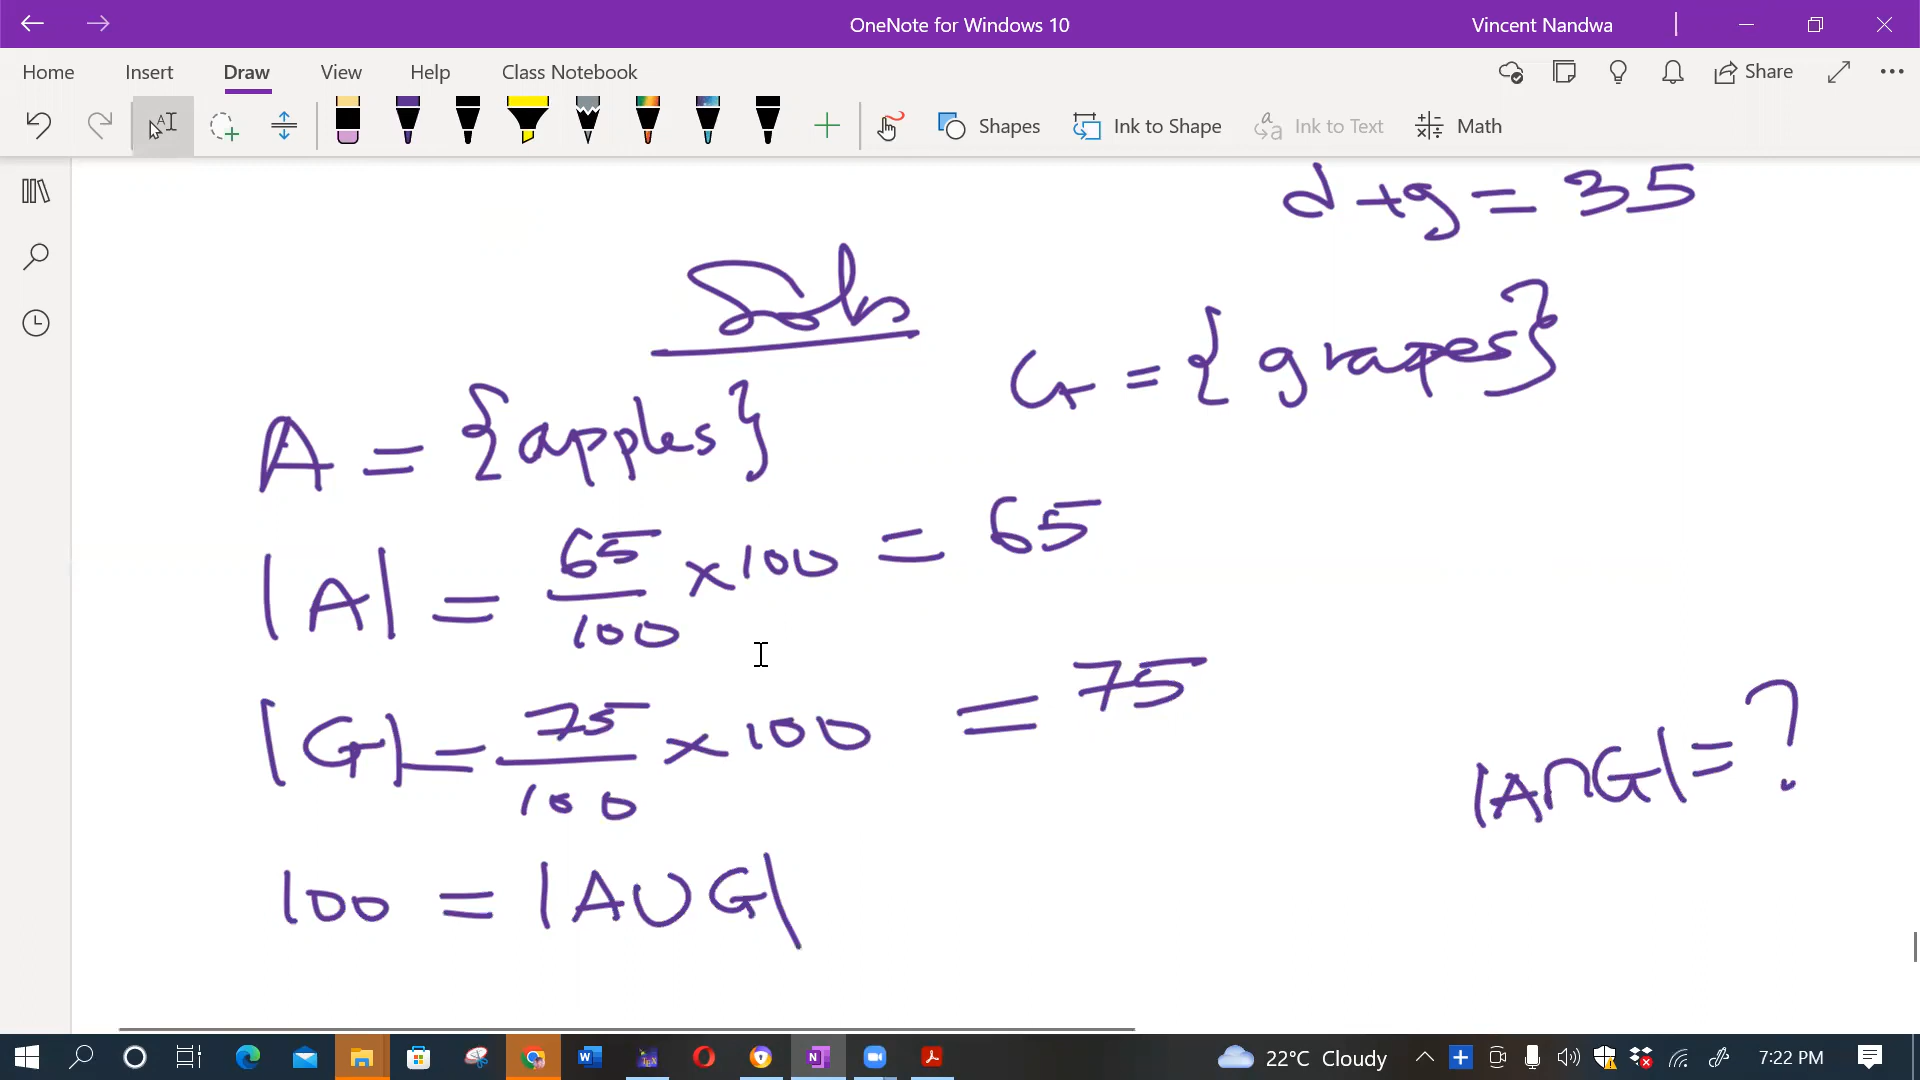 OneNote for Windows 10
Vincent Nandwa
Home Insert Draw View Help Class Notebook
Share
Shapes Ink to Shape Ink to Text Math
d + g = 35
Soln
G = {grapes}
A = {apples}
|A| = 65/100 × 100 = 65
|G| = 75/100 × 100 = 75
|A∩G| = ?
100 = |A∪G|
22°C Cloudy
7:22 PM